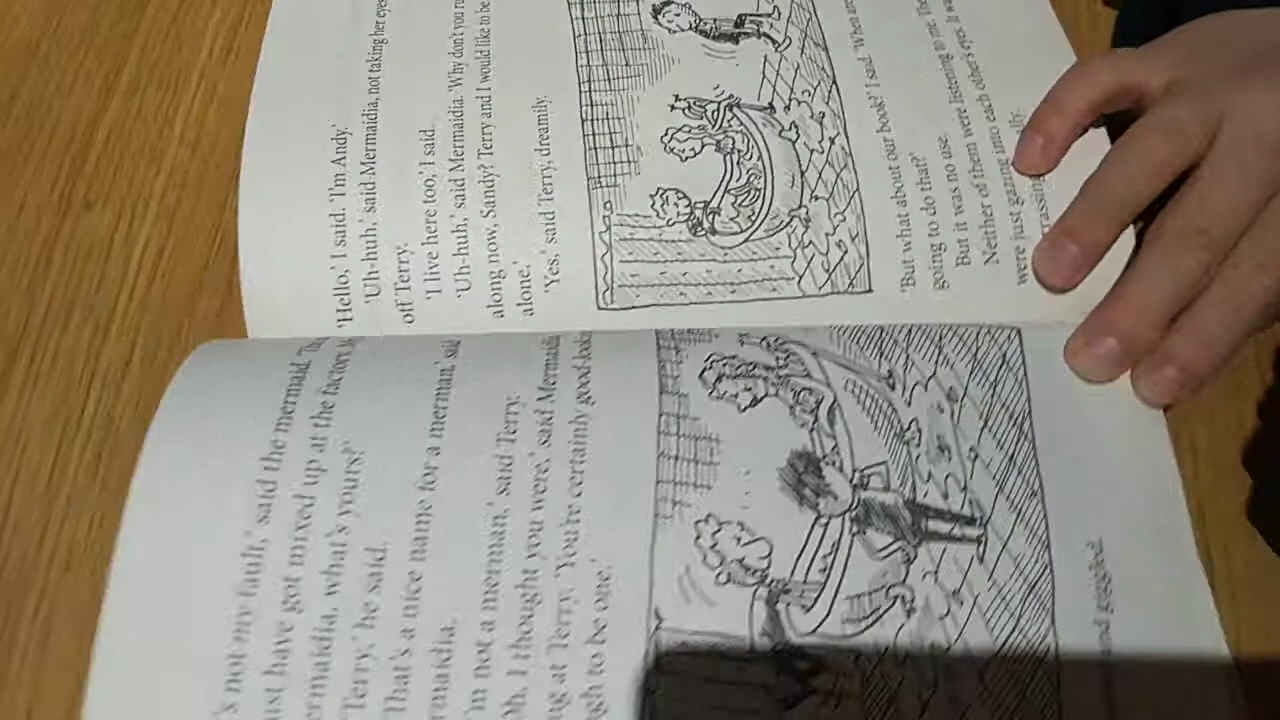 's not my fault,' said the mermaid.
ust have got mixed up at the factory.
ermaidia, what's yours?'
'Terry,' he said.
'That's a nice name for a merman,' said
rmaidia.
'm not a merman,' said Terry.
Oh, I thought you were,' said Mermaidi
ng at Terry. 'You're certainly good-look
gh to be one.'
and giggled.
'Hello,' I said. 'I'm Andy.'
'Uh-huh,' said Mermaidia, not taking her eyes
off Terry.
'I live here too,' I said.
'Uh-huh,' said Mermaidia. 'Why don't you ru
along now, Sandy? Terry and I would like to be
alone.'
'Yes,' said Terry, dreamily.
'But what about our book?' I said. 'When are
going to do that?'
But it was no use.
Neither of them were listening to me. The
were just gazing into each other's eyes. It w